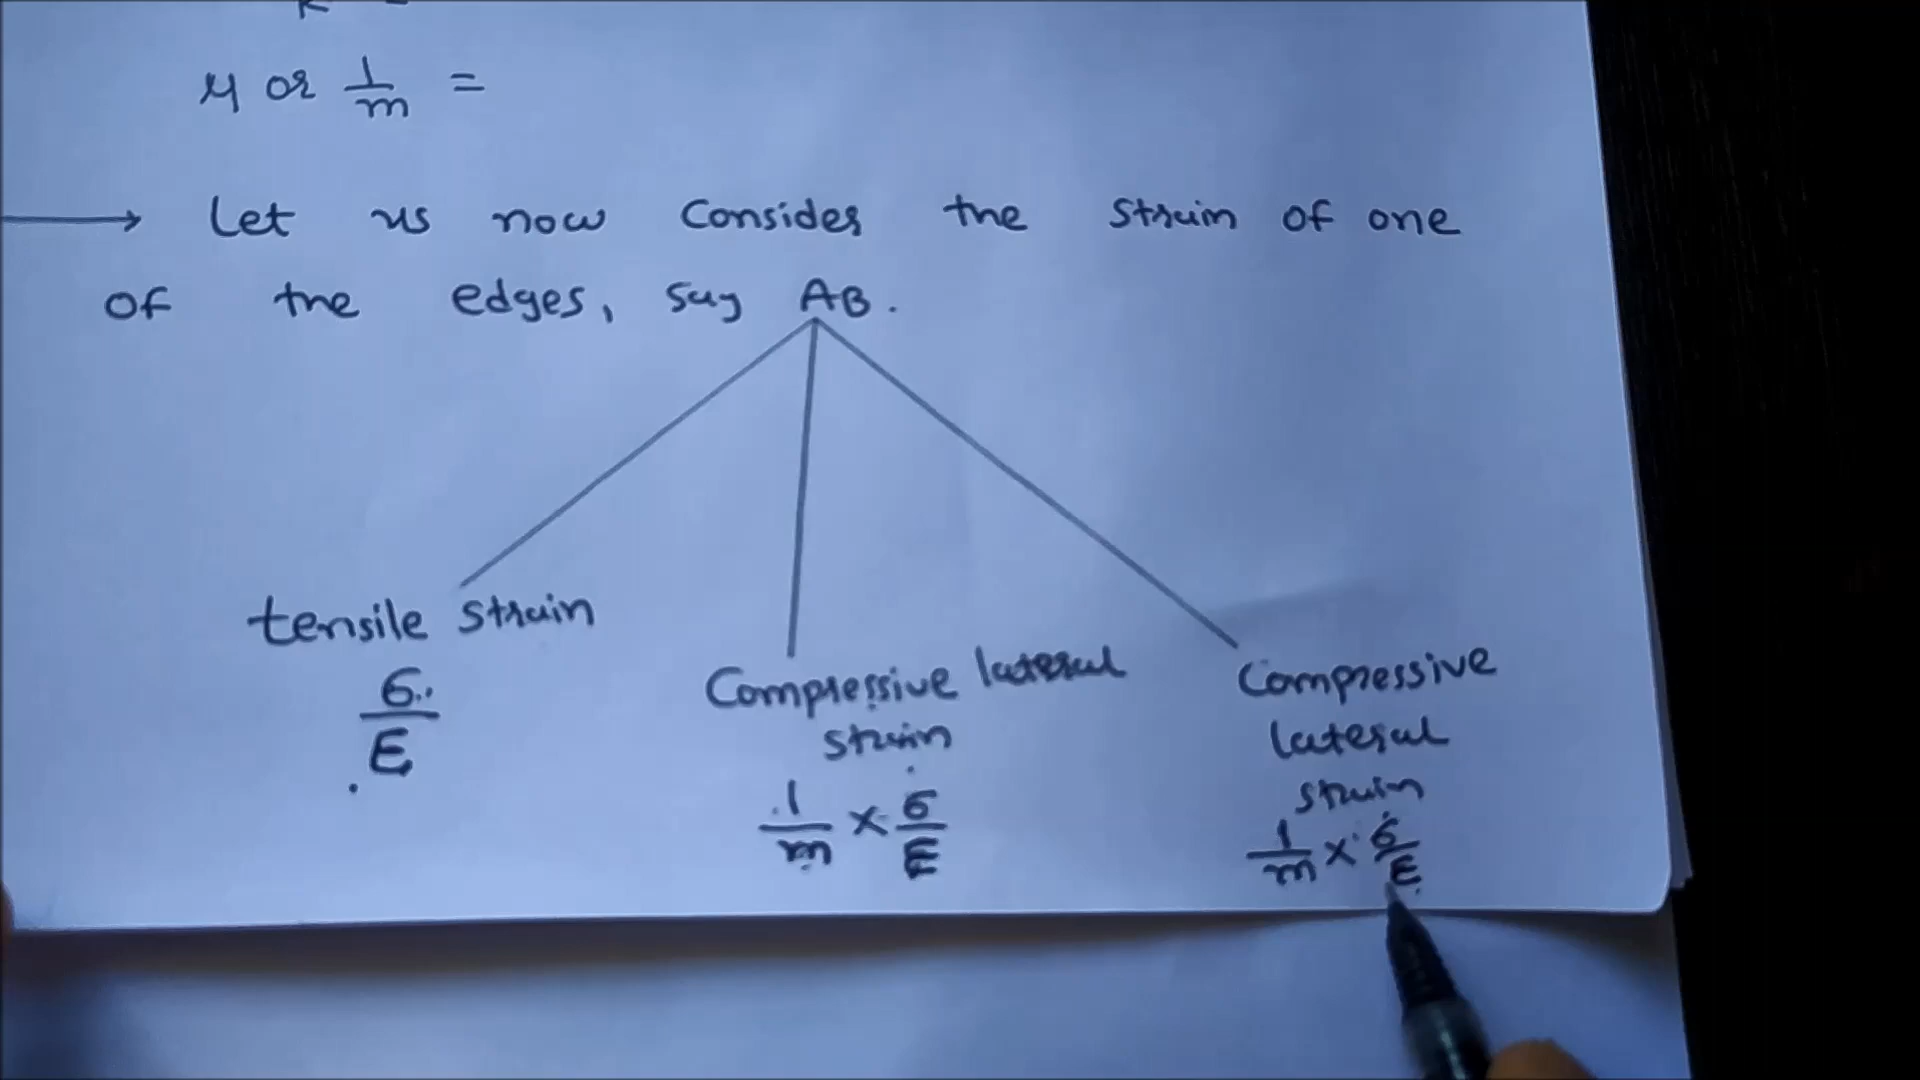 K
μ or 1/m =
→ Let us now Consider the strain of one
of the edges, say AB.
tensile strain
σ/E
Compressive lateral
strain
1/m × σ/E
Compressive
lateral
strain
1/m × σ/E